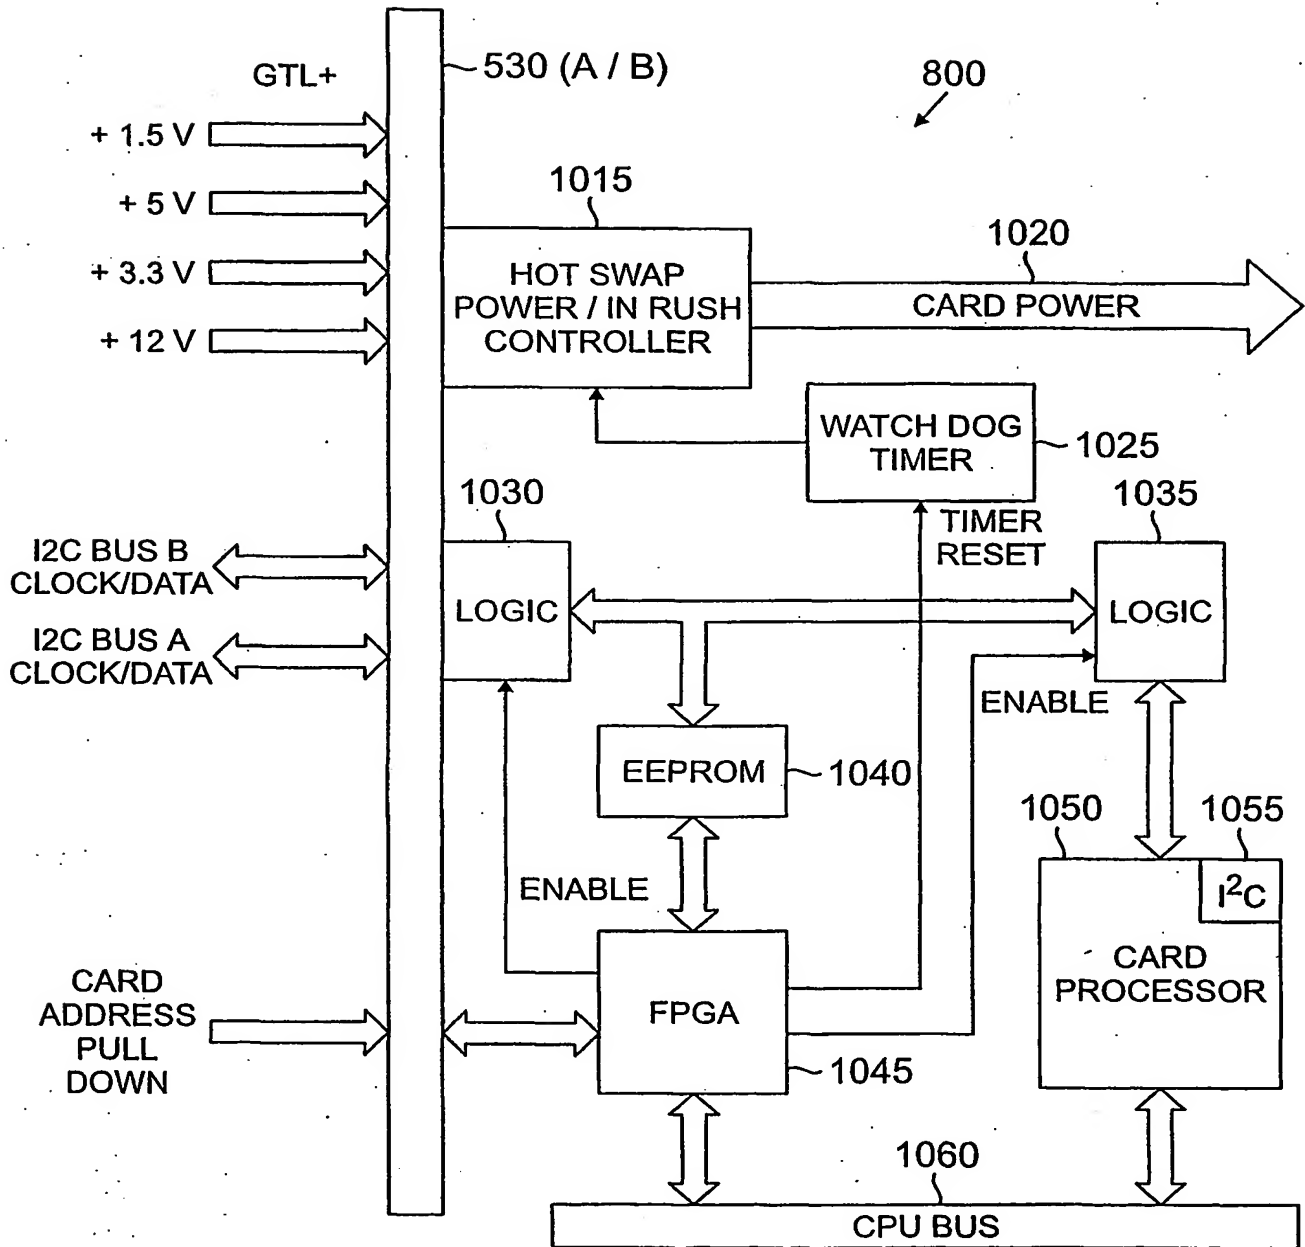 GTL+
530 (A / B)
800
+ 1.5 V
+ 5 V
+ 3.3 V
+ 12 V
1015
HOT SWAP
POWER / IN RUSH
CONTROLLER
1020
CARD POWER
WATCH DOG
TIMER
1025
TIMER
RESET
1030
LOGIC
1035
LOGIC
I2C BUS B
CLOCK/DATA
I2C BUS A
CLOCK/DATA
ENABLE
EEPROM
1040
1050
1055
I²C
CARD
PROCESSOR
ENABLE
FPGA
1045
CARD
ADDRESS
PULL
DOWN
1060
CPU BUS